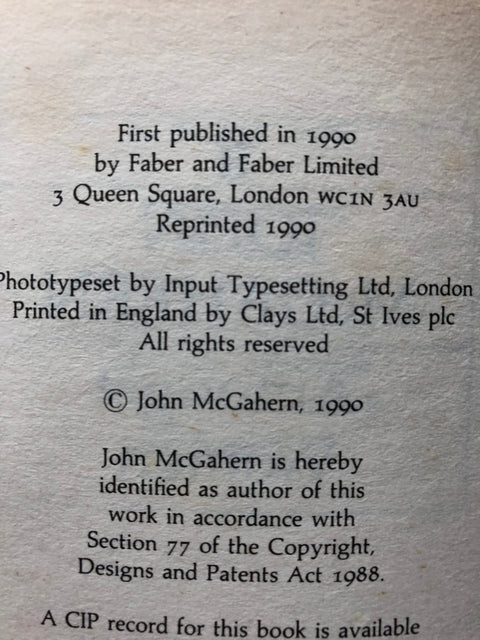 First published in 1990
by Faber and Faber Limited
3 Queen Square, London WC1N 3AU
Reprinted 1990
Phototypeset by Input Typesetting Ltd, London
Printed in England by Clays Ltd, St Ives plc
All rights reserved
© John McGahern, 1990
John McGahern is hereby
identified as author of this
work in accordance with
Section 77 of the Copyright,
Designs and Patents Act 1988.
A CIP record for this book is available